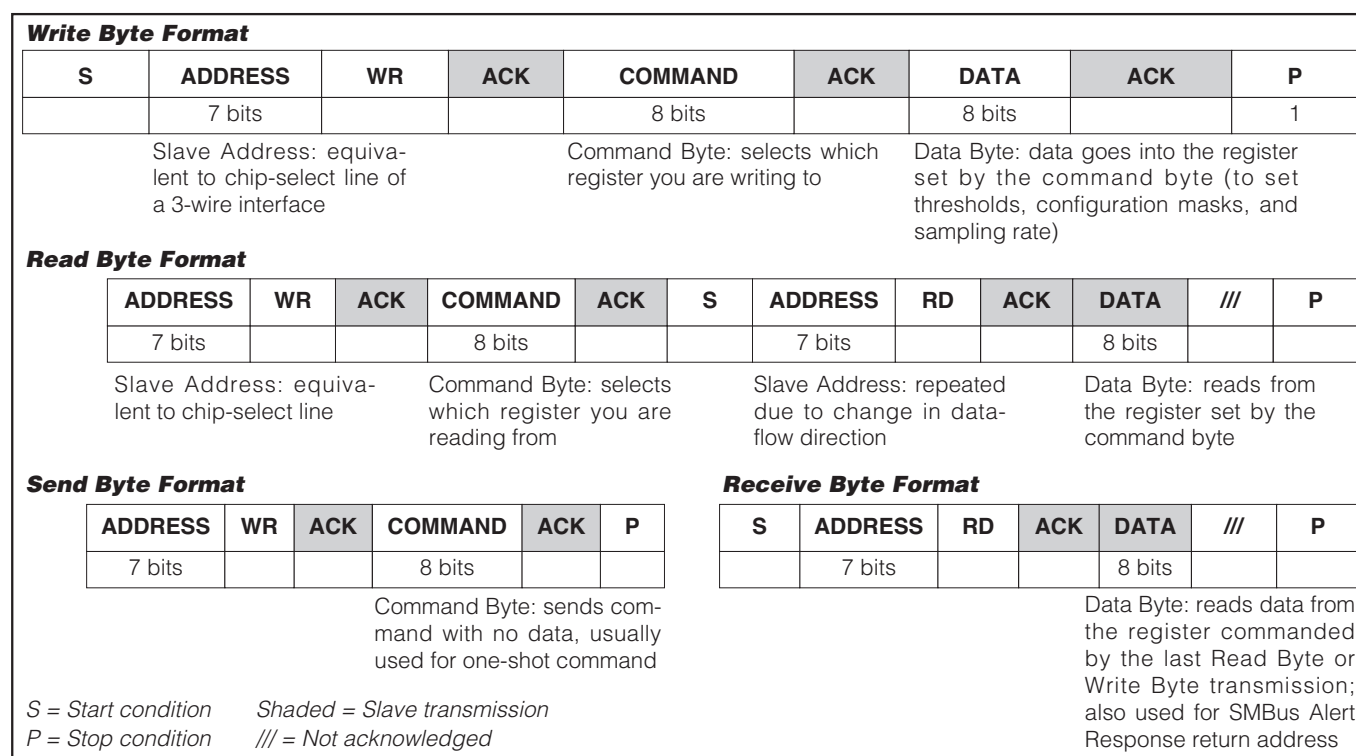 Write Byte Format
S ADDRESS WR ACK COMMAND ACK DATA ACK P
7 bits 8 bits 8 bits 1
Slave Address: equiva-
lent to chip-select line of
a 3-wire interface
Command Byte: selects which
register you are writing to
Data Byte: data goes into the register
set by the command byte (to set
thresholds, configuration masks, and
sampling rate)
Read Byte Format
ADDRESS WR ACK COMMAND ACK S ADDRESS RD ACK DATA /// P
7 bits 8 bits 7 bits 8 bits
Slave Address: equiva-
lent to chip-select line
Command Byte: selects
which register you are
reading from
Slave Address: repeated
due to change in data-
flow direction
Data Byte: reads from
the register set by the
command byte
Send Byte Format
ADDRESS WR ACK COMMAND ACK P
7 bits 8 bits
Command Byte: sends com-
mand with no data, usually
used for one-shot command
Receive Byte Format
S ADDRESS RD ACK DATA /// P
7 bits 8 bits
Data Byte: reads data from
the register commanded
by the last Read Byte or
Write Byte transmission;
also used for SMBus Alert
Response return address
S = Start condition Shaded = Slave transmission
P = Stop condition /// = Not acknowledged